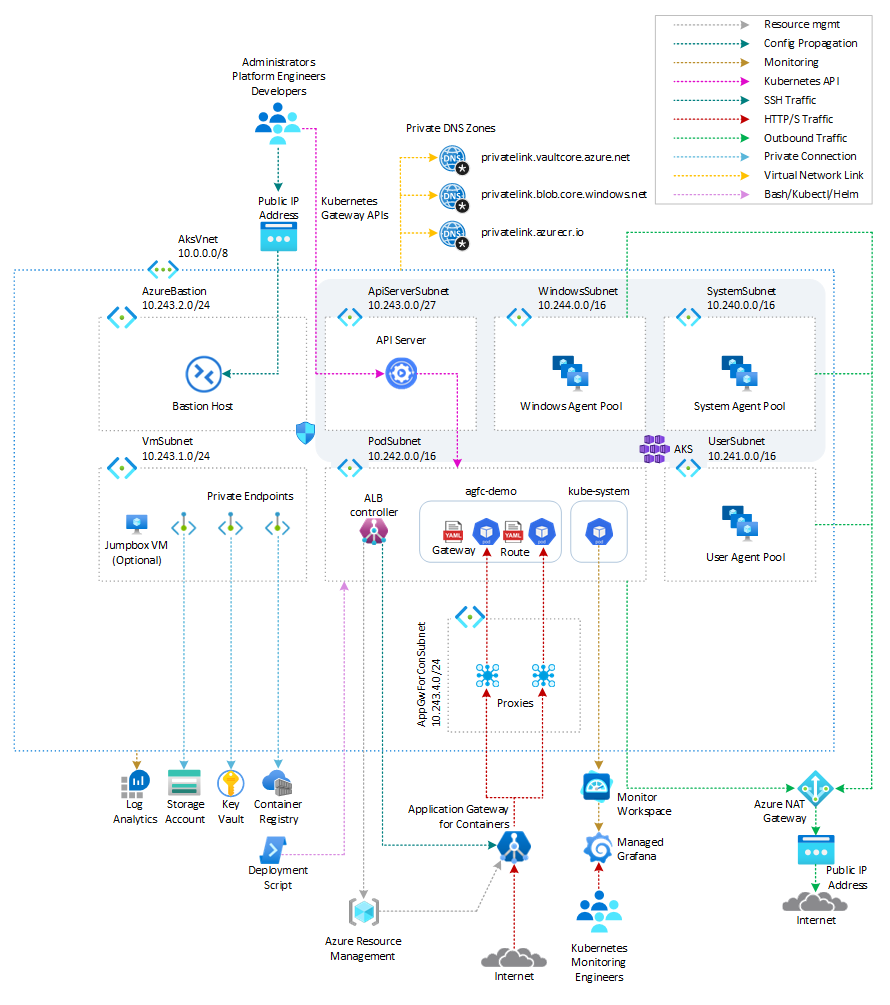 Resource mgmt
Config Propagation
Monitoring
Kubernetes API
SSH Traffic
HTTP/S Traffic
Outbound Traffic
Private Connection
Virtual Network Link
Bash/Kubectl/Helm
Administrators
Platform Engineers
Developers
Private DNS Zones
DNS
privatelink.vaultcore.azure.net
DNS
privatelink.blob.core.windows.net
DNS
privatelink.azurecr.io
Public IP
Address
Kubernetes
Gateway APIs
AksVnet
10.0.0.0/8
AzureBastion
10.243.2.0/24
ApiServerSubnet
10.243.0.0/27
WindowsSubnet
10.244.0.0/16
SystemSubnet
10.240.0.0/16
API Server
Bastion Host
Windows Agent Pool
System Agent Pool
VmSubnet
10.243.1.0/24
PodSubnet
10.242.0.0/16
AKS
UserSubnet
10.241.0.0/16
Private Endpoints
Jumpbox VM
(Optional)
ALB
controller
agfc-demo
YAML
pod
YAML
pod
Gateway
Route
kube-system
pod
User Agent Pool
AppGwForConSubnet
10.243.4.0/24
Proxies
Log
Analytics
Storage
Account
Key
Vault
Container
Registry
Deployment
Script
Application Gateway
for Containers
Monitor
Workspace
Managed
Grafana
Azure NAT
Gateway
Public IP
Address
Internet
Azure Resource
Management
Internet
Kubernetes
Monitoring
Engineers